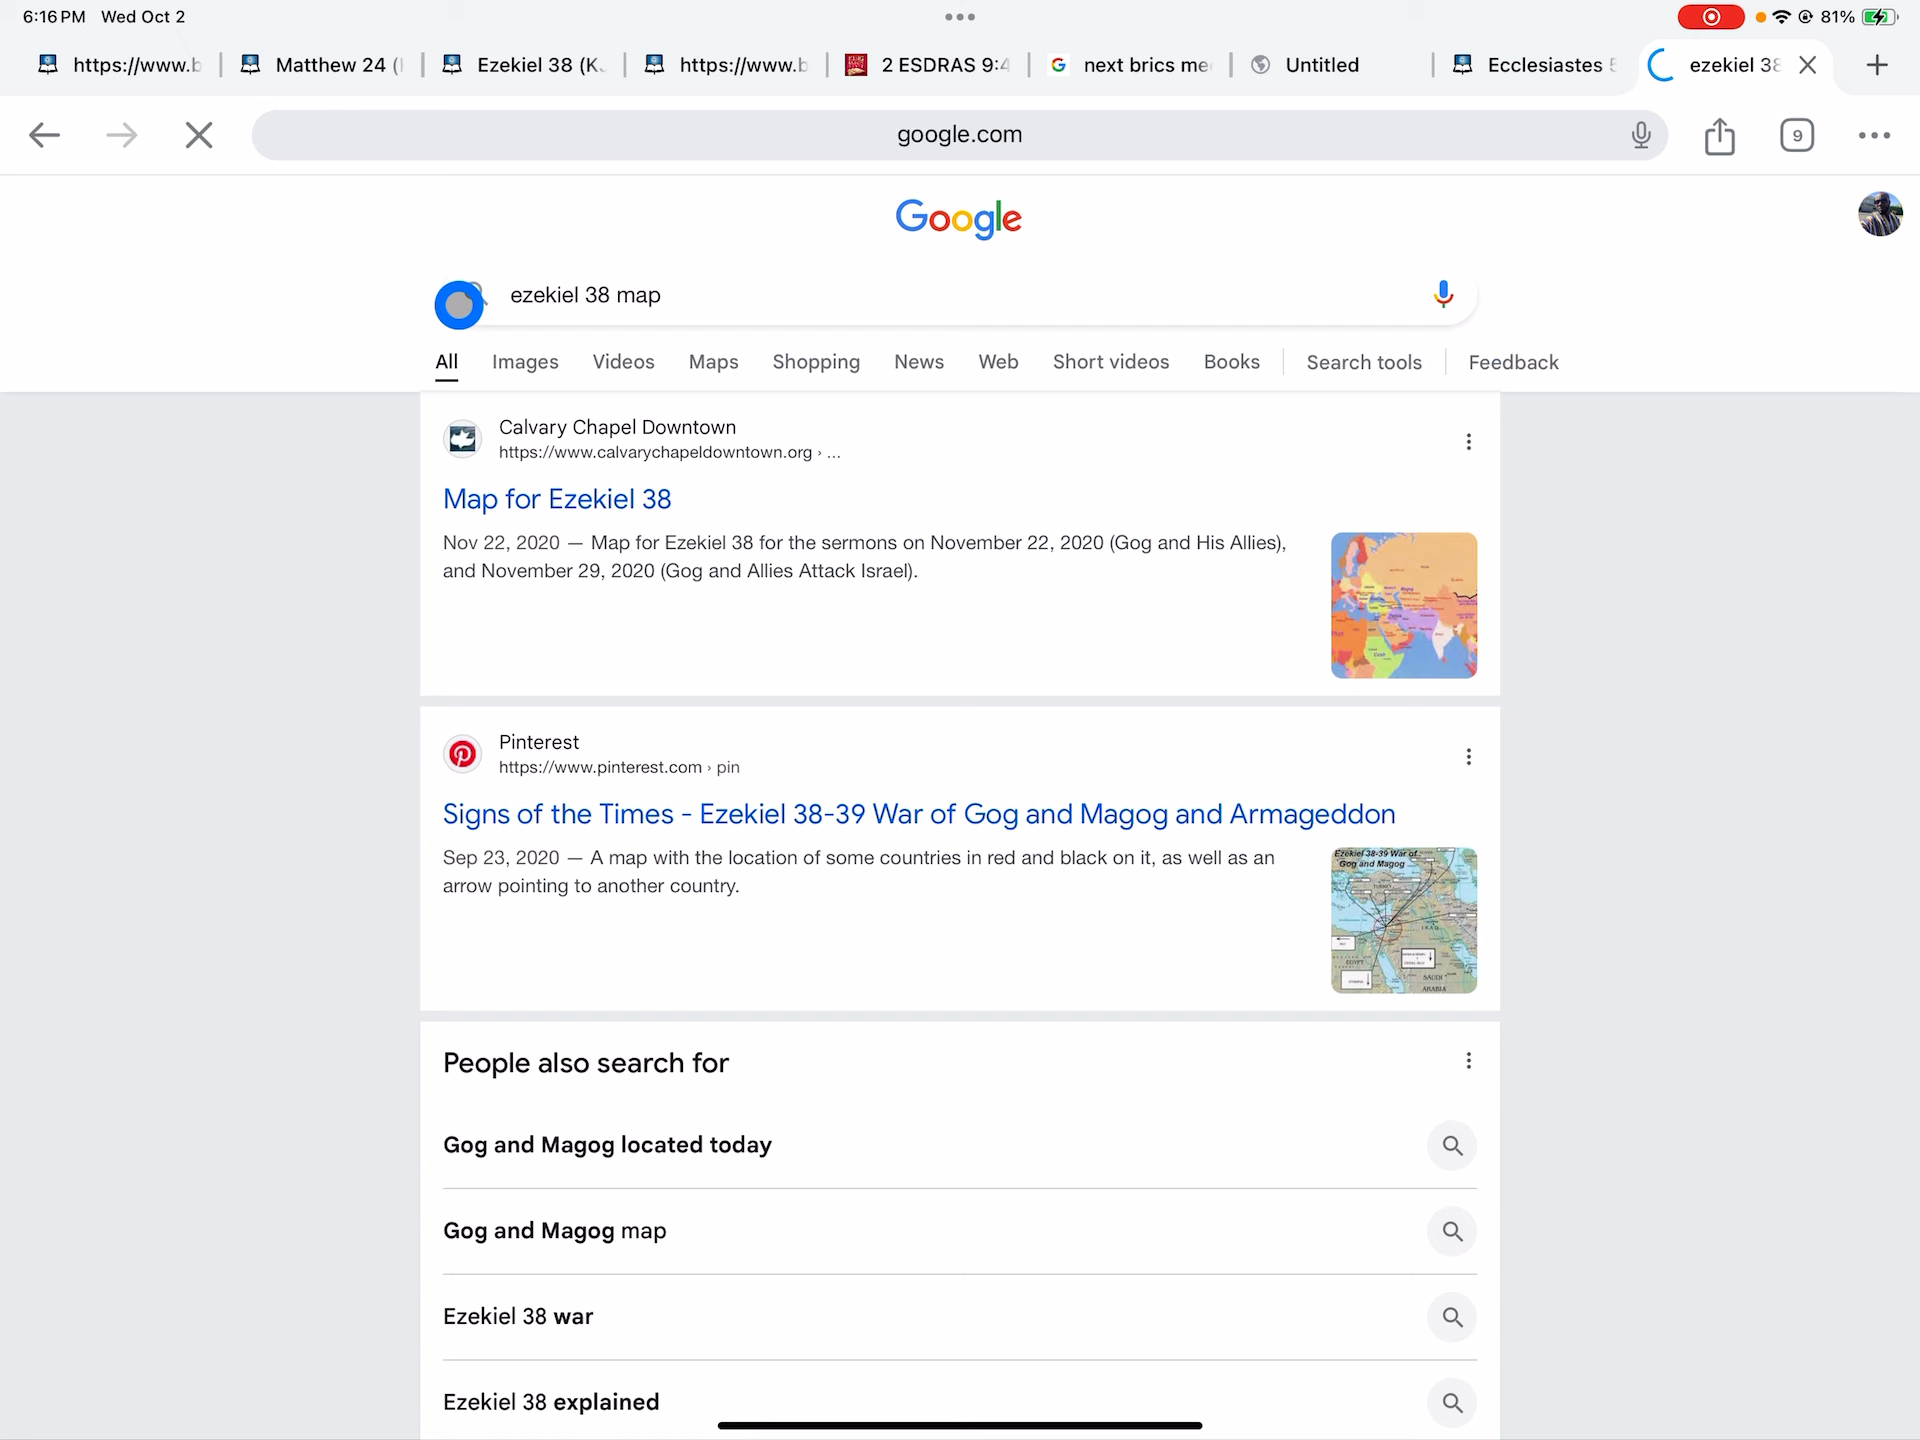 6:16 PM Wed Oct 2
81%
https://www.b
Matthew 24 (
Ezekiel 38 (K
https://www.b
2 ESDRAS 9:4
next brics me
Untitled
Ecclesiastes 5
ezekiel 38
google.com
9
Google
ezekiel 38 map
All Images Videos Maps Shopping News Web Short videos Books Search tools Feedback
Calvary Chapel Downtown
https://www.calvarychapeldowntown.org › ...
Map for Ezekiel 38
Nov 22, 2020 — Map for Ezekiel 38 for the sermons on November 22, 2020 (Gog and His Allies),
and November 29, 2020 (Gog and Allies Attack Israel).
Pinterest
https://www.pinterest.com › pin
Signs of the Times - Ezekiel 38-39 War of Gog and Magog and Armageddon
Sep 23, 2020 — A map with the location of some countries in red and black on it, as well as an
arrow pointing to another country.
Ezekiel 38-39 War of
Gog and Magog
TURKEY
IRAQ
EGYPT
SAUDI
ARABIA
People also search for
Gog and Magog located today
Gog and Magog map
Ezekiel 38 war
Ezekiel 38 explained